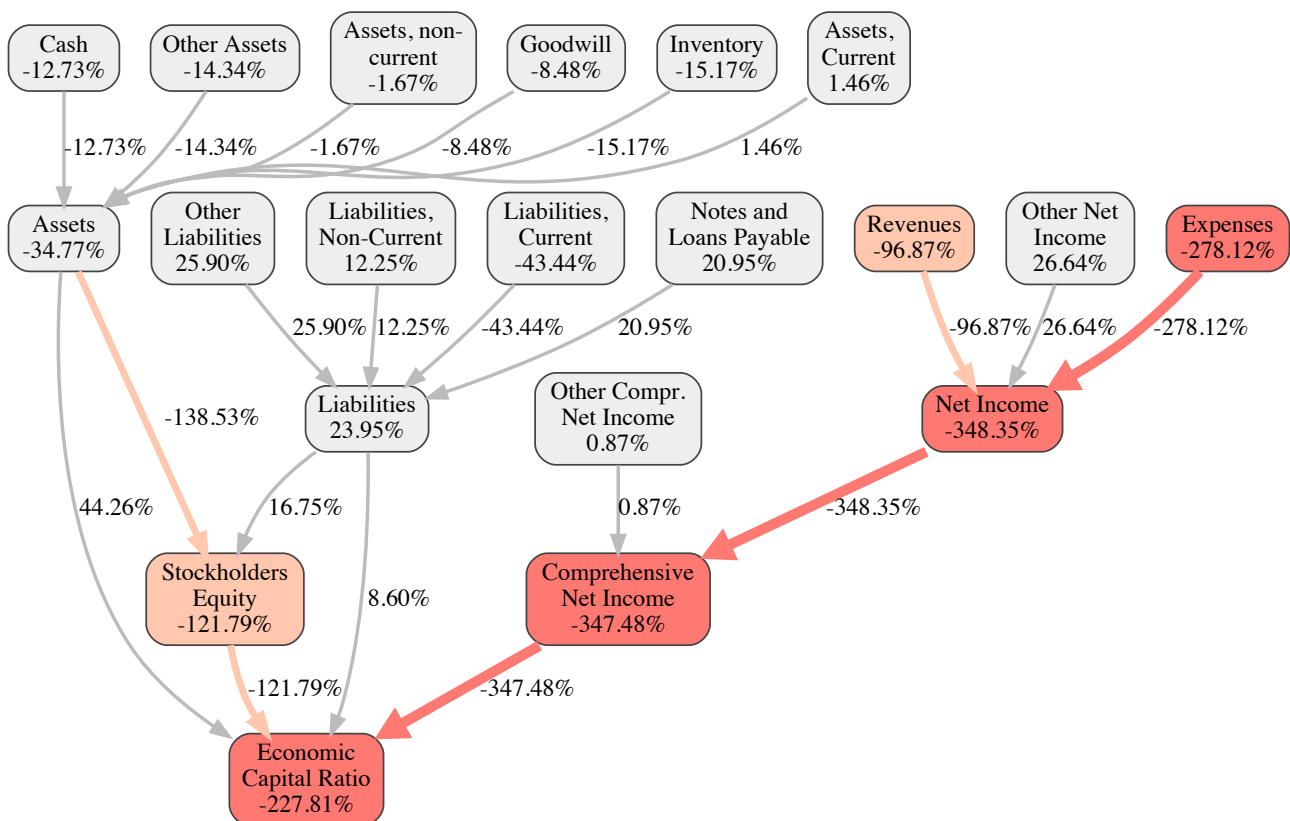 Cash
-12.73%
Other Assets
-14.34%
Assets, non-
current
-1.67%
Goodwill
-8.48%
Inventory
-15.17%
Assets,
Current
1.46%
-12.73%
-14.34%
-1.67%
-8.48%
-15.17%
1.46%
Assets
-34.77%
Other
Liabilities
25.90%
Liabilities,
Non-Current
12.25%
Liabilities,
Current
-43.44%
Notes and
Loans Payable
20.95%
Revenues
-96.87%
Other Net
Income
26.64%
Expenses
-278.12%
25.90%
12.25%
-43.44%
20.95%
-96.87%
26.64%
-278.12%
-138.53%
Liabilities
23.95%
Other Compr.
Net Income
0.87%
Net Income
-348.35%
44.26%
16.75%
0.87%
-348.35%
Stockholders
Equity
-121.79%
8.60%
Comprehensive
Net Income
-347.48%
-121.79%
-347.48%
Economic
Capital Ratio
-227.81%